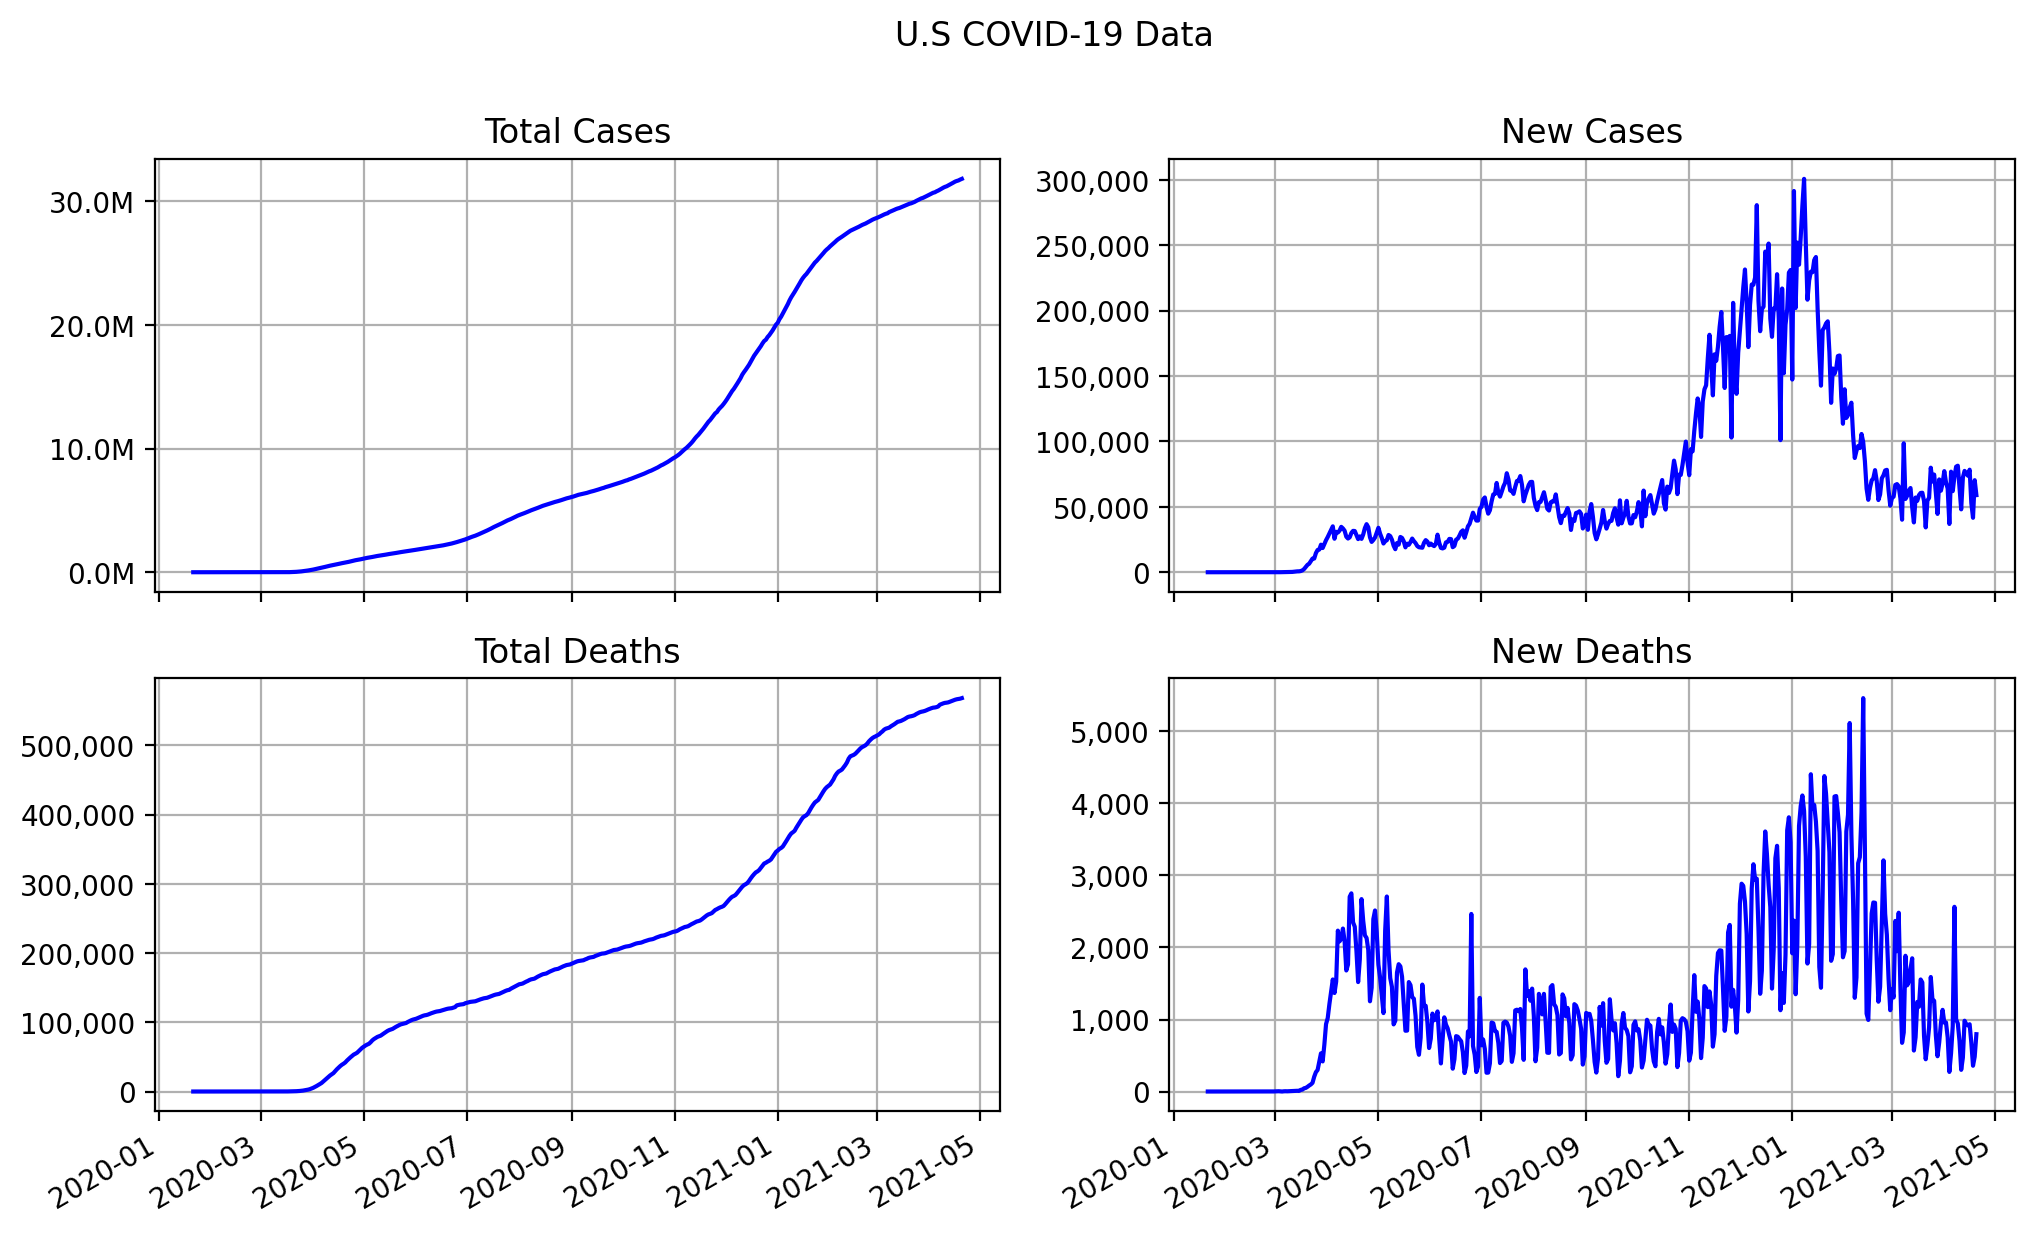 U.S COVID-19 Data
Total Cases
30.0M
20.0M
10.0M
0.0M
New Cases
300,000
250,000
200,000
150,000
100,000
50,000
0
Total Deaths
500,000
400,000
300,000
200,000
100,000
0
2020-01 2020-03 2020-05 2020-07 2020-09 2020-11 2021-01 2021-03 2021-05
New Deaths
5,000
4,000
3,000
2,000
1,000
0
2020-01 2020-03 2020-05 2020-07 2020-09 2020-11 2021-01 2021-03 2021-05